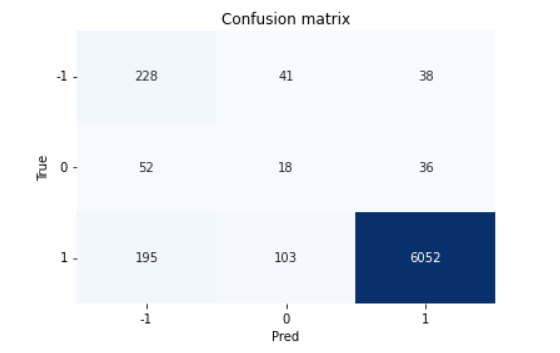 Confusion matrix
-1 228 41 38
0 52 18 36
1 195 103 6052
True
-1 0 1
Pred